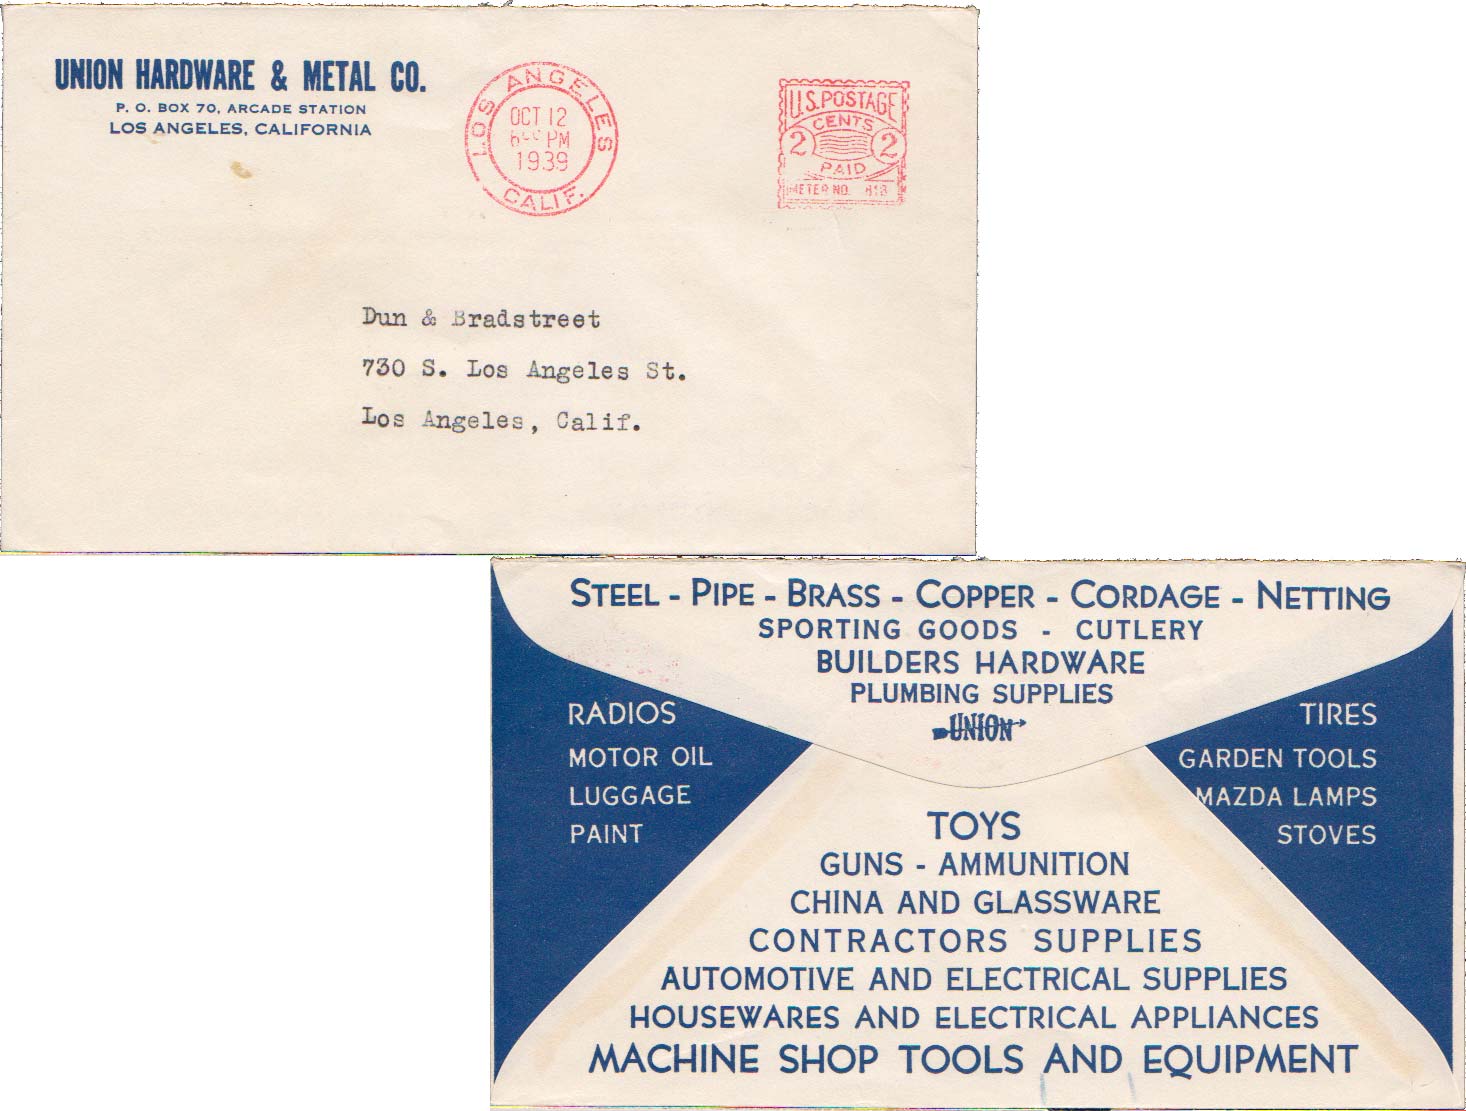 UNION HARDWARE & METAL CO.
P. O. BOX 70, ARCADE STATION
LOS ANGELES, CALIFORNIA
LOS ANGELES
OCT 12
PM
1939
CALIF.
U.S. POSTAGE
CENTS
2 2
PAID
METER NO.
Dun & Bradstreet
730 S. Los Angeles St.
Los Angeles, Calif.
STEEL - PIPE - BRASS - COPPER - CORDAGE - NETTING
SPORTING GOODS - CUTLERY
BUILDERS HARDWARE
PLUMBING SUPPLIES
UNION
RADIOS
MOTOR OIL
LUGGAGE
PAINT
TIRES
GARDEN TOOLS
MAZDA LAMPS
STOVES
TOYS
GUNS - AMMUNITION
CHINA AND GLASSWARE
CONTRACTORS SUPPLIES
AUTOMOTIVE AND ELECTRICAL SUPPLIES
HOUSEWARES AND ELECTRICAL APPLIANCES
MACHINE SHOP TOOLS AND EQUIPMENT